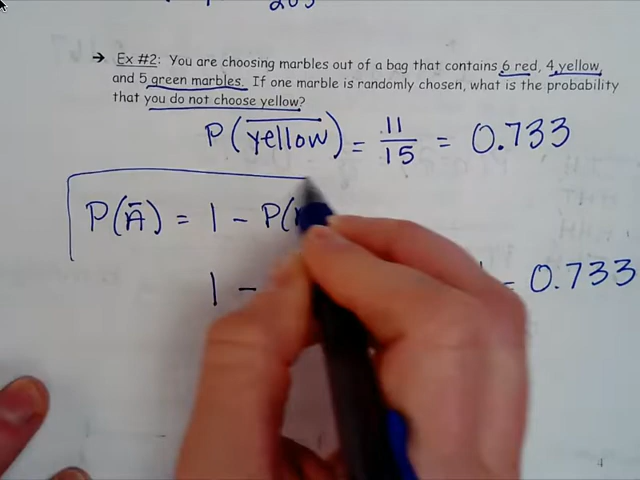 203
→ Ex #2: You are choosing marbles out of a bag that contains 6 red, 4 yellow,
and 5 green marbles. If one marble is randomly chosen, what is the probability
that you do not choose yellow?
P(yellow̅) = 11/15 = 0.733
P(A̅) = 1 - P(
1 - = 0.733
4